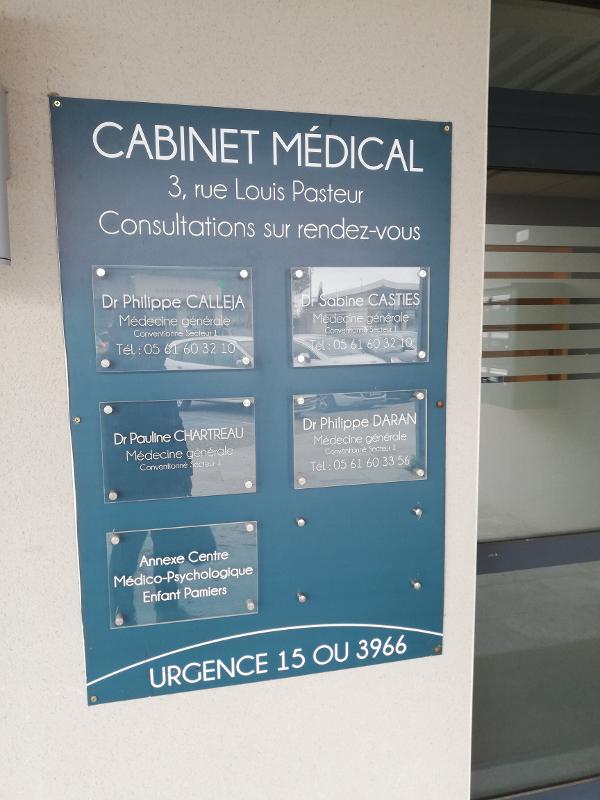 CABINET MÉDICAL
3, rue Louis Pasteur
Consultations sur rendez-vous
Dr Philippe CALLEJA
Médecine générale
Conventionné Secteur 1
Tél. : 05 61 60 32 10
Dr Sabine CASTIES
Médecine générale
Conventionné Secteur 1
Tél. : 05 61 60 32 10
Dr Pauline CHARTREAU
Médecine générale
Conventionné Secteur 1
Dr Philippe DARAN
Médecine générale
Conventionné Secteur 1
Tél. : 05 61 60 33 56
Annexe Centre
Médico-Psychologique
Enfant Pamiers
URGENCE 15 OU 3966